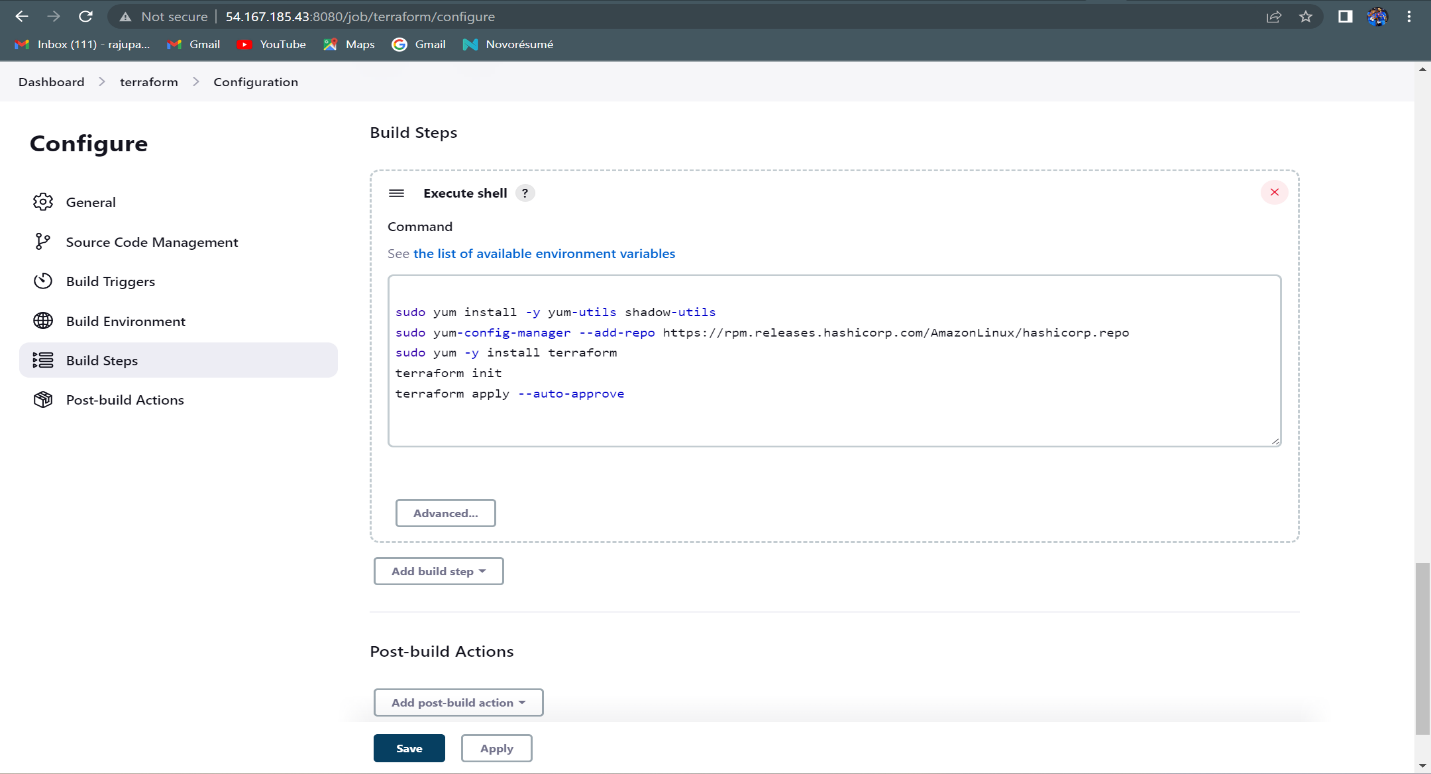 Not secure | 54.167.185.43:8080/job/terraform/configure
Inbox (111) - rajupa... Gmail YouTube Maps Gmail Novorésumé
Dashboard > terraform > Configuration
Configure
General
Source Code Management
Build Triggers
Build Environment
Build Steps
Post-build Actions
Build Steps
Execute shell ?
Command
See the list of available environment variables
sudo yum install -y yum-utils shadow-utils
sudo yum-config-manager --add-repo https://rpm.releases.hashicorp.com/AmazonLinux/hashicorp.repo
sudo yum -y install terraform
terraform init
terraform apply --auto-approve
Advanced...
Add build step
Post-build Actions
Add post-build action
Save Apply